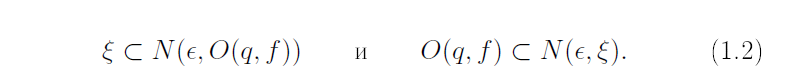 ξ ⊂ N(ϵ, O(q, f)) и O(q, f) ⊂ N(ϵ, ξ). (1.2)